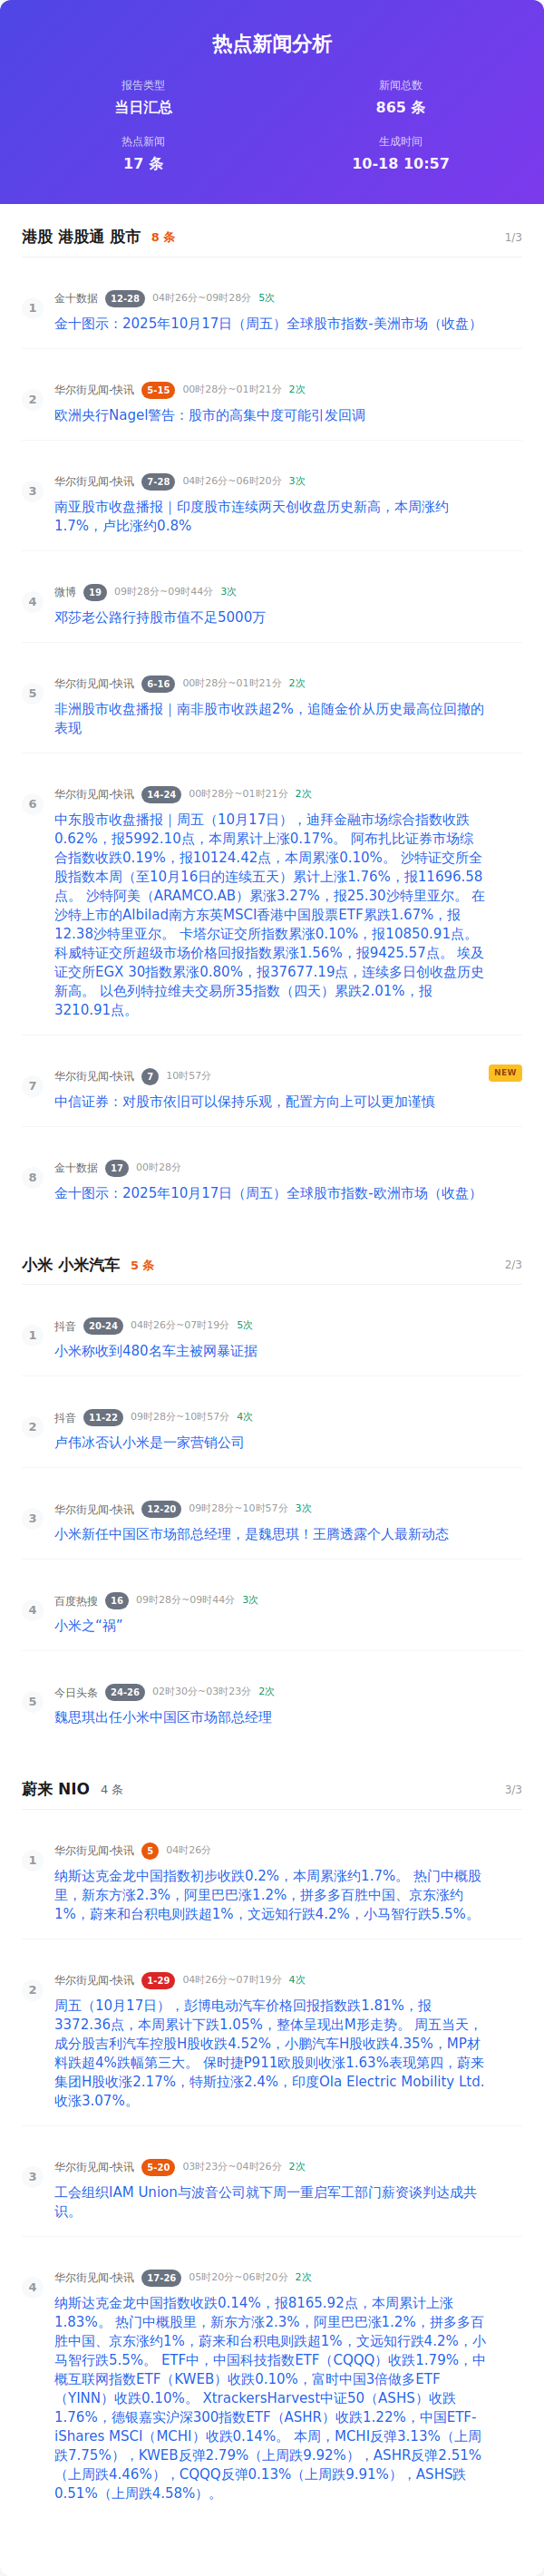 热点新闻分析
报告类型
当日汇总
新闻总数
865 条
热点新闻
17 条
生成时间
10-18 10:57
港股 港股通 股市 8 条 1/3
1
金十数据 12-28 04时26分~09时28分 5次
金十图示：2025年10月17日（周五）全球股市指数-美洲市场（收盘）
2
华尔街见闻-快讯 5-15 00时28分~01时21分 2次
欧洲央行Nagel警告：股市的高集中度可能引发回调
3
华尔街见闻-快讯 7-28 04时26分~06时20分 3次
南亚股市收盘播报｜印度股市连续两天创收盘历史新高，本周涨约
1.7%，卢比涨约0.8%
4
微博 19 09时28分~09时44分 3次
邓莎老公路行持股市值不足5000万
5
华尔街见闻-快讯 6-16 00时28分~01时21分 2次
非洲股市收盘播报｜南非股市收跌超2%，追随金价从历史最高位回撤的
表现
6
华尔街见闻-快讯 14-24 00时28分~01时21分 2次
中东股市收盘播报｜周五（10月17日），迪拜金融市场综合指数收跌
0.62%，报5992.10点，本周累计上涨0.17%。 阿布扎比证券市场综
合指数收跌0.19%，报10124.42点，本周累涨0.10%。 沙特证交所全
股指数本周（至10月16日的连续五天）累计上涨1.76%，报11696.58
点。 沙特阿美（ARAMCO.AB）累涨3.27%，报25.30沙特里亚尔。 在
沙特上市的Albilad南方东英MSCI香港中国股票ETF累跌1.67%，报
12.38沙特里亚尔。 卡塔尔证交所指数累涨0.10%，报10850.91点。
科威特证交所超级市场价格回报指数累涨1.56%，报9425.57点。 埃及
证交所EGX 30指数累涨0.80%，报37677.19点，连续多日创收盘历史
新高。 以色列特拉维夫交易所35指数（四天）累跌2.01%，报
3210.91点。
7
华尔街见闻-快讯 7 10时57分 NEW
中信证券：对股市依旧可以保持乐观，配置方向上可以更加谨慎
8
金十数据 17 00时28分
金十图示：2025年10月17日（周五）全球股市指数-欧洲市场（收盘）
小米 小米汽车 5 条 2/3
1
抖音 20-24 04时26分~07时19分 5次
小米称收到480名车主被网暴证据
2
抖音 11-22 09时28分~10时57分 4次
卢伟冰否认小米是一家营销公司
3
华尔街见闻-快讯 12-20 09时28分~10时57分 3次
小米新任中国区市场部总经理，是魏思琪！王腾透露个人最新动态
4
百度热搜 16 09时28分~09时44分 3次
小米之“祸”
5
今日头条 24-26 02时30分~03时23分 2次
魏思琪出任小米中国区市场部总经理
蔚来 NIO 4 条 3/3
1
华尔街见闻-快讯 5 04时26分
纳斯达克金龙中国指数初步收跌0.2%，本周累涨约1.7%。 热门中概股
里，新东方涨2.3%，阿里巴巴涨1.2%，拼多多百胜中国、京东涨约
1%，蔚来和台积电则跌超1%，文远知行跌4.2%，小马智行跌5.5%。
2
华尔街见闻-快讯 1-29 04时26分~07时19分 4次
周五（10月17日），彭博电动汽车价格回报指数跌1.81%，报
3372.36点，本周累计下跌1.05%，整体呈现出M形走势。 周五当天，
成分股吉利汽车控股H股收跌4.52%，小鹏汽车H股收跌4.35%，MP材
料跌超4%跌幅第三大。 保时捷P911欧股则收涨1.63%表现第四，蔚来
集团H股收涨2.17%，特斯拉涨2.4%，印度Ola Electric Mobility Ltd.
收涨3.07%。
3
华尔街见闻-快讯 5-20 03时23分~04时26分 2次
工会组织IAM Union与波音公司就下周一重启军工部门薪资谈判达成共
识。
4
华尔街见闻-快讯 17-26 05时20分~06时20分 2次
纳斯达克金龙中国指数收跌0.14%，报8165.92点，本周累计上涨
1.83%。 热门中概股里，新东方涨2.3%，阿里巴巴涨1.2%，拼多多百
胜中国、京东涨约1%，蔚来和台积电则跌超1%，文远知行跌4.2%，小
马智行跌5.5%。 ETF中，中国科技指数ETF（CQQQ）收跌1.79%，中
概互联网指数ETF（KWEB）收跌0.10%，富时中国3倍做多ETF
（YINN）收跌0.10%。 XtrackersHarvest中证50（ASHS）收跌
1.76%，德银嘉实沪深300指数ETF（ASHR）收跌1.22%，中国ETF-
iShares MSCI（MCHI）收跌0.14%。 本周，MCHI反弹3.13%（上周
跌7.75%），KWEB反弹2.79%（上周跌9.92%），ASHR反弹2.51%
（上周跌4.46%），CQQQ反弹0.13%（上周跌9.91%），ASHS跌
0.51%（上周跌4.58%）。